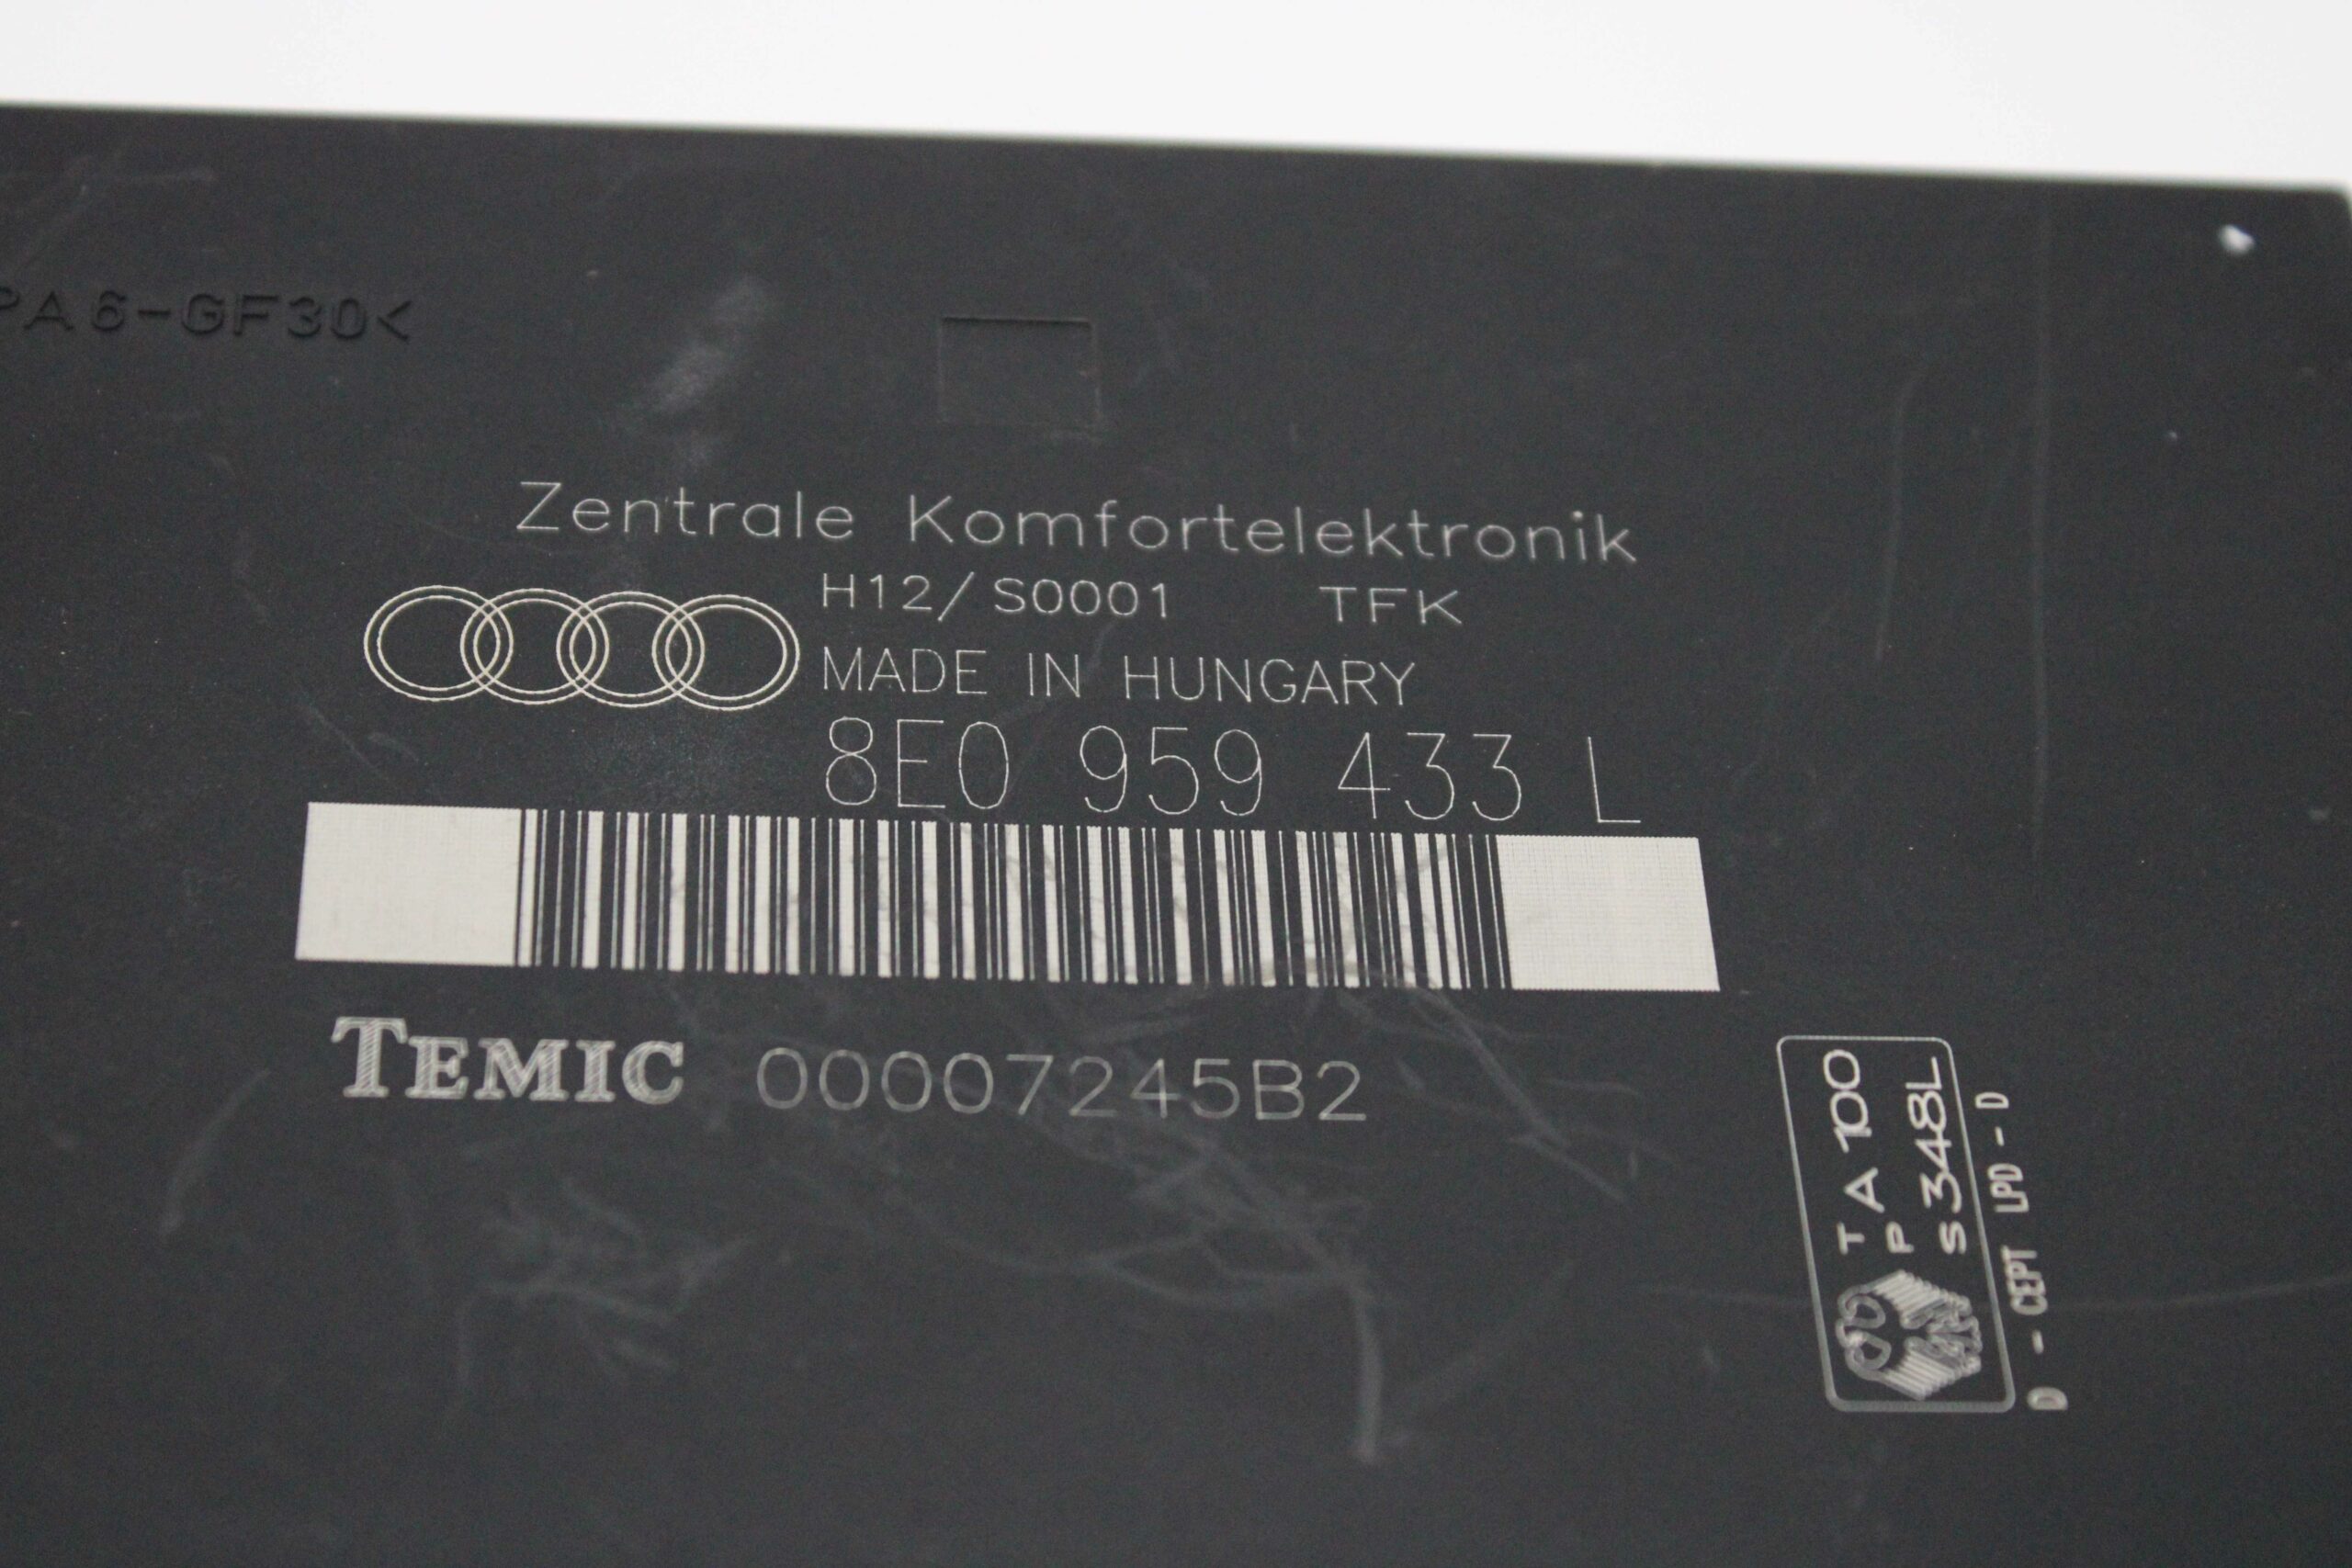 PA6-GF30<
Zentrale Komfortelektronik
H12/S0001 TFK
MADE IN HUNGARY
8E0 959 433 L
TEMIC 00007245B2
TA 100
P
S348L
D - CEPT LPD - D